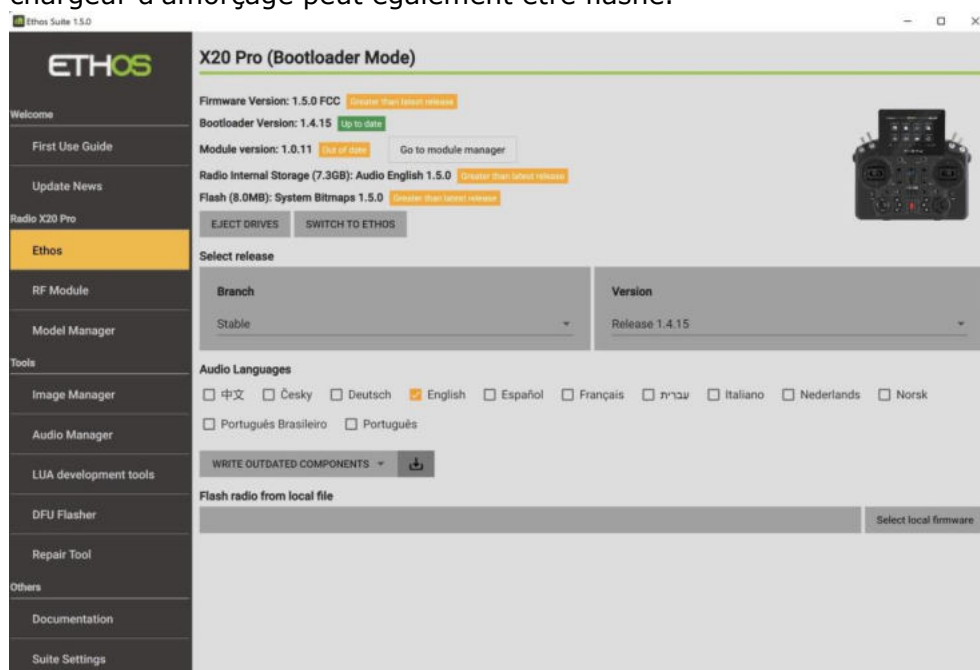 chargeur d'amorçage peut également être flashé.
Ethos Suite 1.5.0
ETHOS
X20 Pro (Bootloader Mode)
Firmware Version: 1.5.0 FCC Greater than latest release
Welcome
Bootloader Version: 1.4.15 Up to date
First Use Guide
Module version: 1.0.11 Out of date Go to module manager
Radio Internal Storage (7.3GB): Audio English 1.5.0 Greater than latest release
Update News
Flash (8.0MB): System Bitmaps 1.5.0 Greater than latest release
Radio X20 Pro
EJECT DRIVES SWITCH TO ETHOS
Ethos
Select release
RF Module
Branch Version
Model Manager
Stable Release 1.4.15
Tools
Audio Languages
Image Manager
中文 Česky Deutsch English Español Français עברית Italiano Nederlands Norsk
Português Brasileiro Português
Audio Manager
WRITE OUTDATED COMPONENTS
LUA development tools
Flash radio from local file
DFU Flasher
Select local firmware
Repair Tool
Others
Documentation
Suite Settings